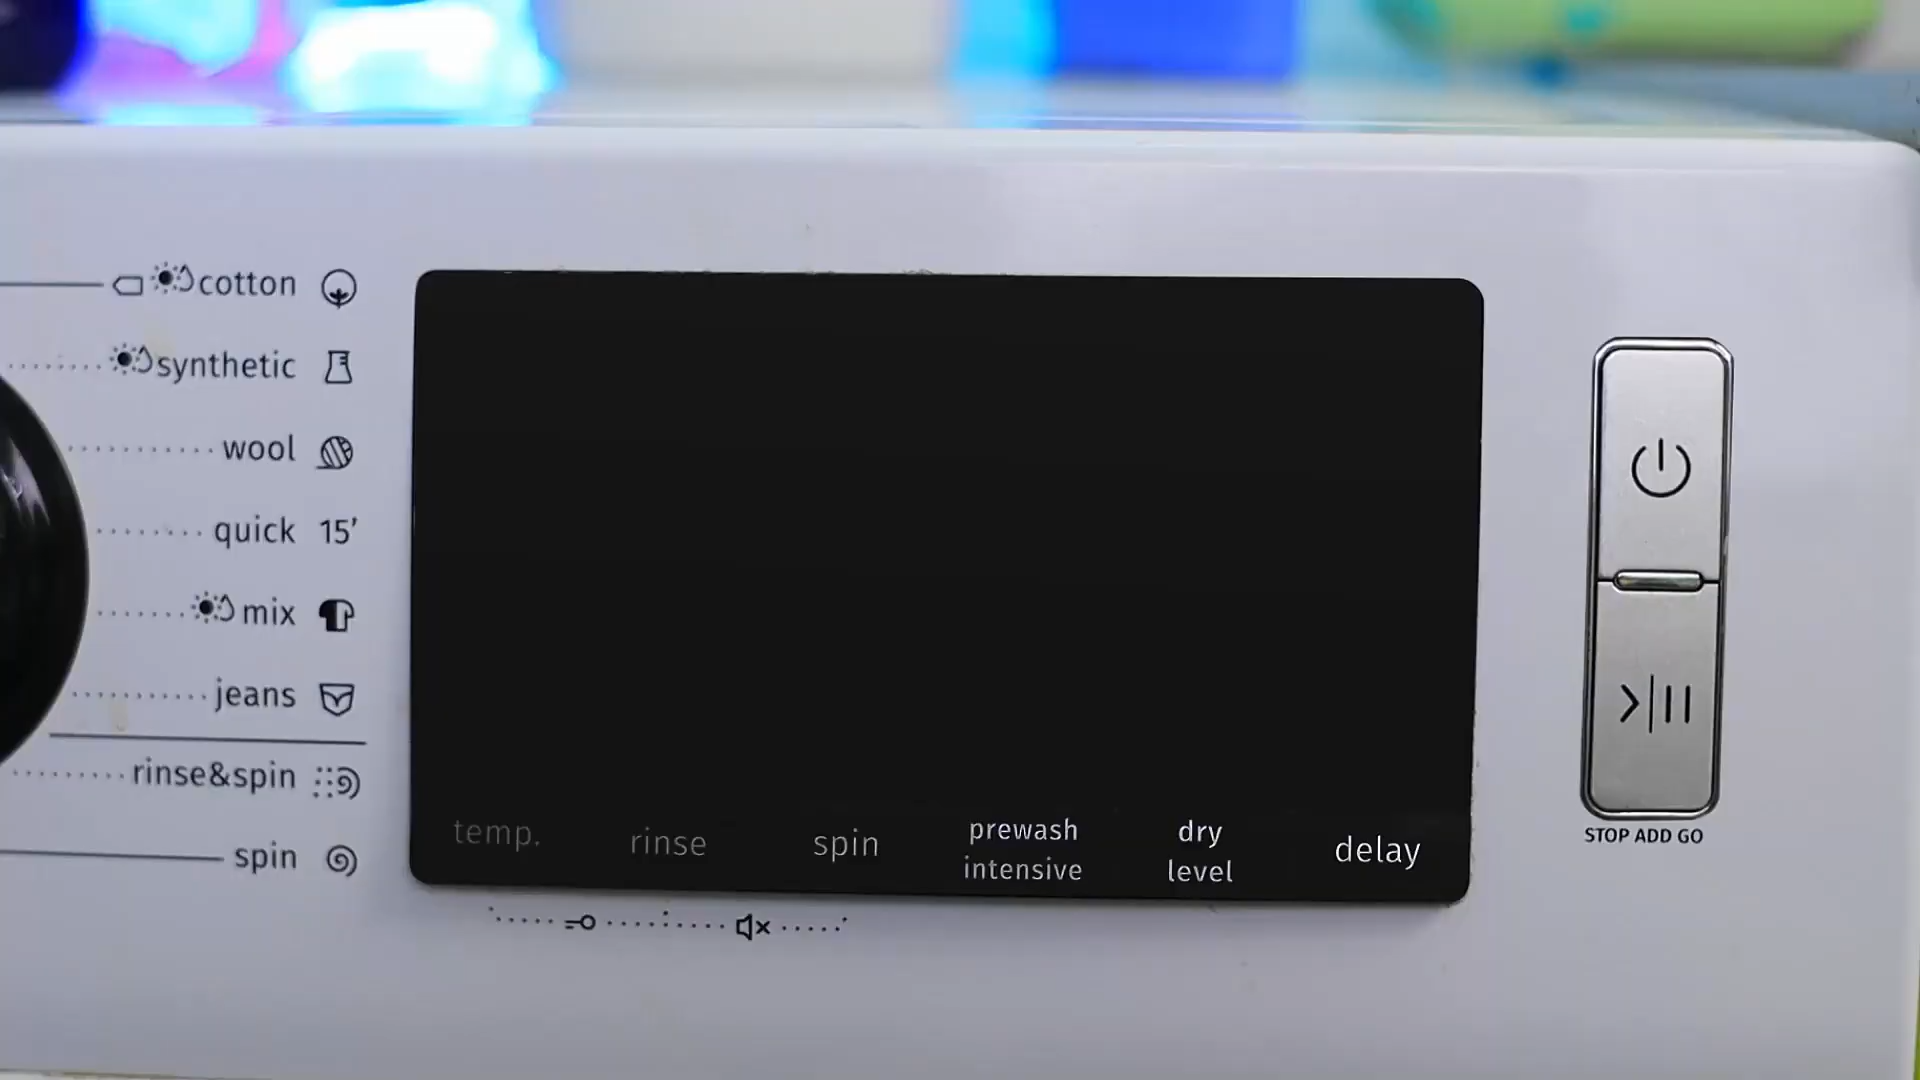 cotton
synthetic
wool
quick 15'
mix
jeans
rinse&spin
spin
temp.
rinse
spin
prewash
intensive
dry
level
delay
STOP ADD GO